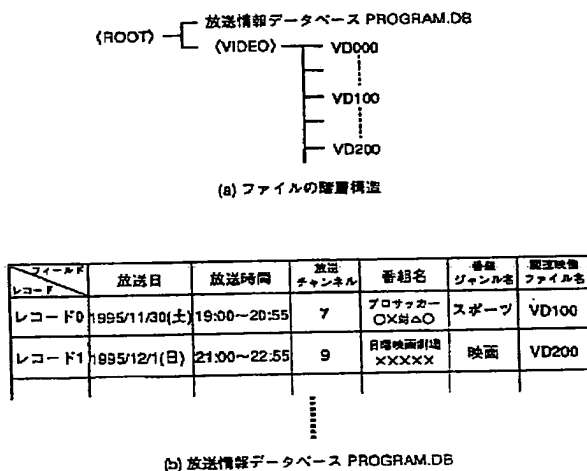 放送情報データベース PROGRAM.DB
〈ROOT〉
〈VIDEO〉
VD000
VD100
VD200
(a) ファイルの階層構造
フィールド
レコード
放送日
放送時間
放送
チャンネル
番組名
番組
ジャンル名
関連映像
ファイル名
レコード0
1995/11/30(土)
19:00～20:55
7
プロサッカー
○×対△○
スポーツ
VD100
レコード1
1995/12/1(日)
21:00～22:55
9
日曜映画劇場
×××××
映画
VD200
(b) 放送情報データベース PROGRAM.DB